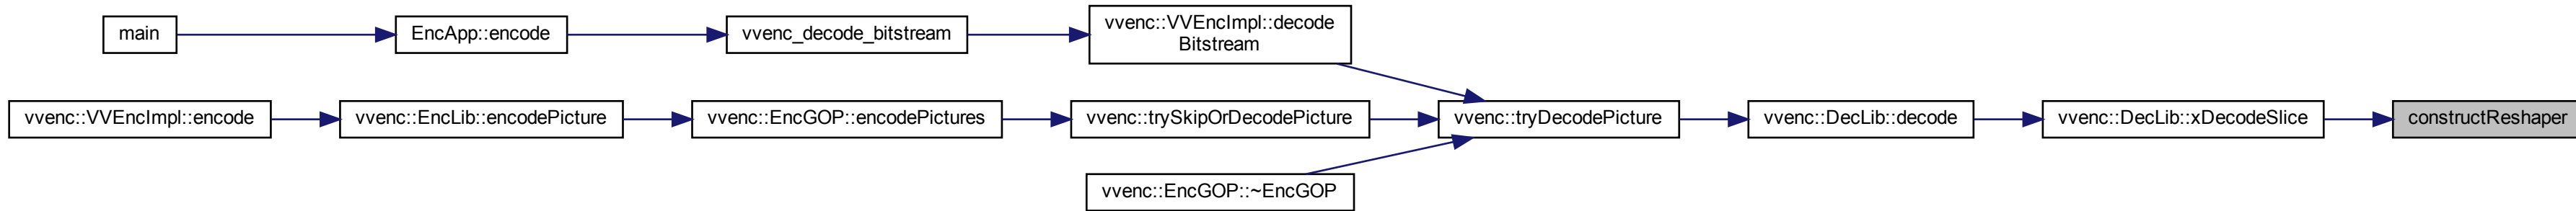 main
EncApp::encode
vvenc_decode_bitstream
vvenc::VVEncImpl::decode
Bitstream
vvenc::VVEncImpl::encode
vvenc::EncLib::encodePicture
vvenc::EncGOP::encodePictures
vvenc::trySkipOrDecodePicture
vvenc::tryDecodePicture
vvenc::DecLib::decode
vvenc::DecLib::xDecodeSlice
constructReshaper
vvenc::EncGOP::~EncGOP